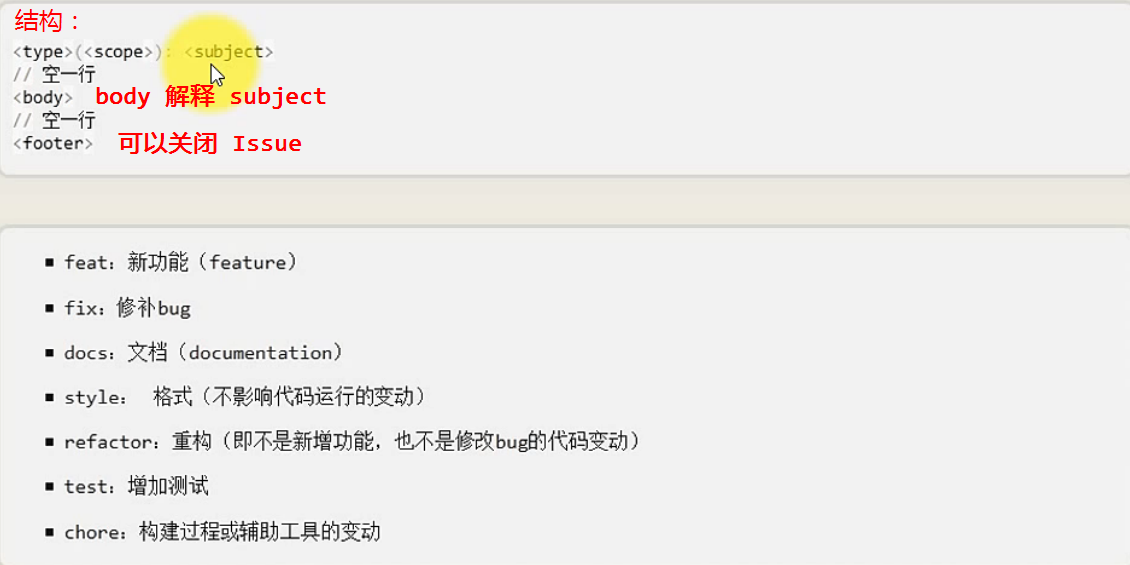 结构：
<type>(<scope>): <subject>
// 空一行
<body> body 解释 subject
// 空一行
<footer> 可以关闭 Issue
▪ feat：新功能（feature）
▪ fix：修补bug
▪ docs：文档（documentation）
▪ style： 格式（不影响代码运行的变动）
▪ refactor：重构（即不是新增功能，也不是修改bug的代码变动）
▪ test：增加测试
▪ chore：构建过程或辅助工具的变动